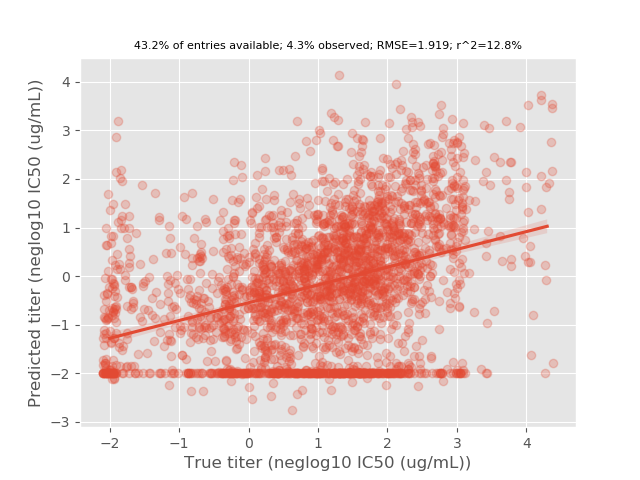 43.2% of entries available; 4.3% observed; RMSE=1.919; r^2=12.8%
Predicted titer (neglog10 IC50 (ug/mL))
4
3
2
1
0
−1
−2
−3
−2 −1 0 1 2 3 4
True titer (neglog10 IC50 (ug/mL))